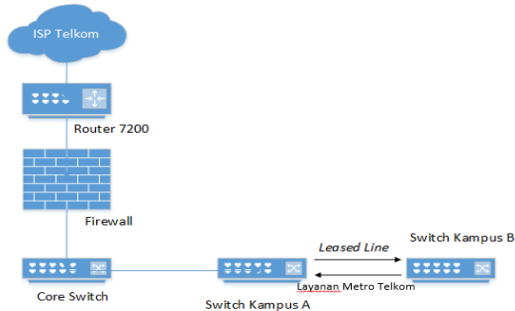 ISP Telkom
Router 7200
Firewall
Core Switch
Switch Kampus A
Leased Line
Layanan Metro Telkom
Switch Kampus B